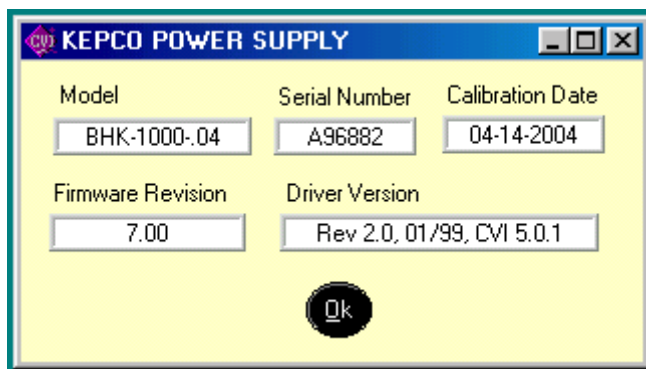 CVI KEPCO POWER SUPPLY
Model Serial Number Calibration Date
BHK-1000-.04 A96882 04-14-2004
Firmware Revision Driver Version
7.00 Rev 2.0, 01/99, CVI 5.0.1
Ok